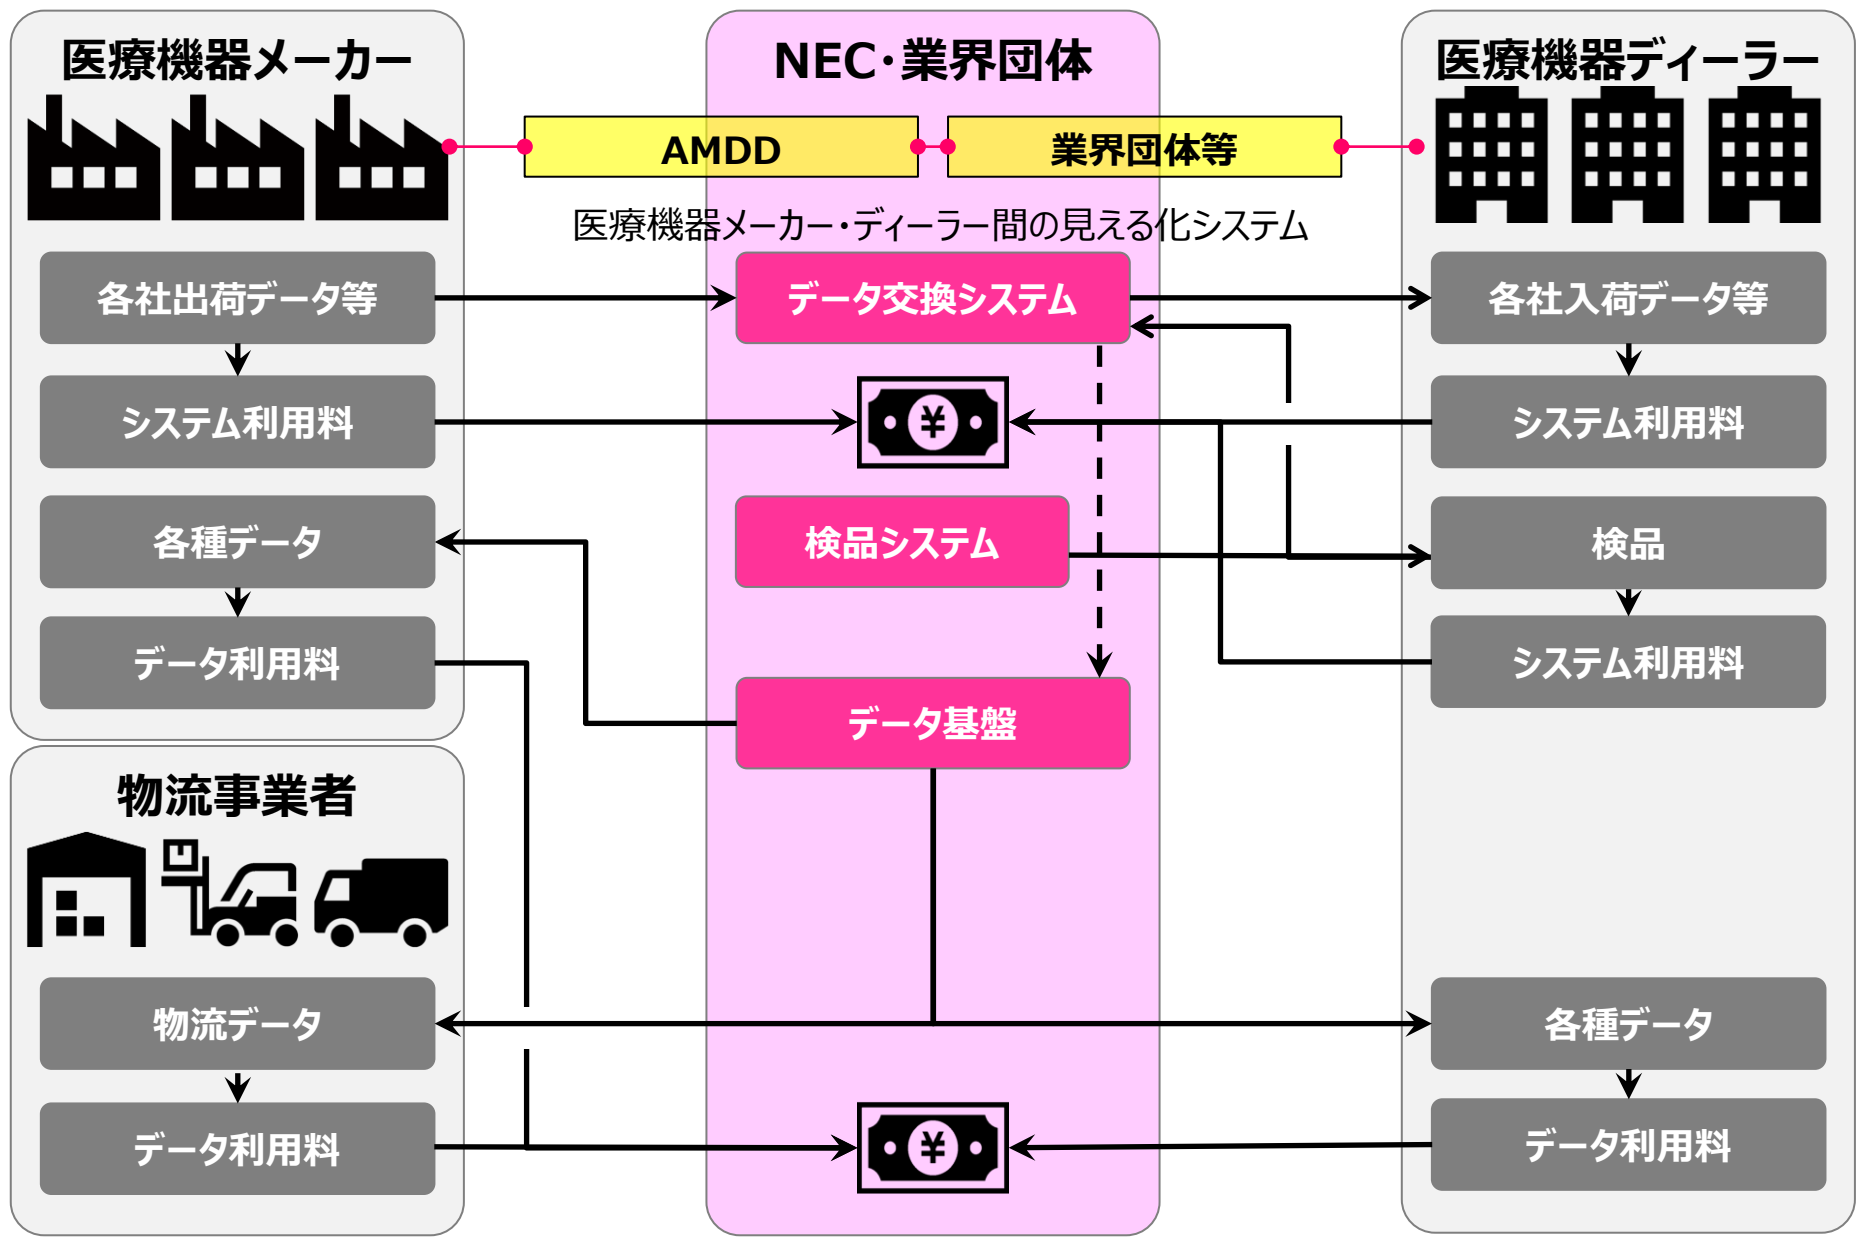 医療機器メーカー
NEC・業界団体
医療機器ディーラー
AMDD
業界団体等
医療機器メーカー・ディーラー間の見える化システム
各社出荷データ等
データ交換システム
各社入荷データ等
システム利用料
¥
システム利用料
各種データ
検品システム
検品
データ利用料
システム利用料
データ基盤
物流事業者
物流データ
各種データ
データ利用料
¥
データ利用料